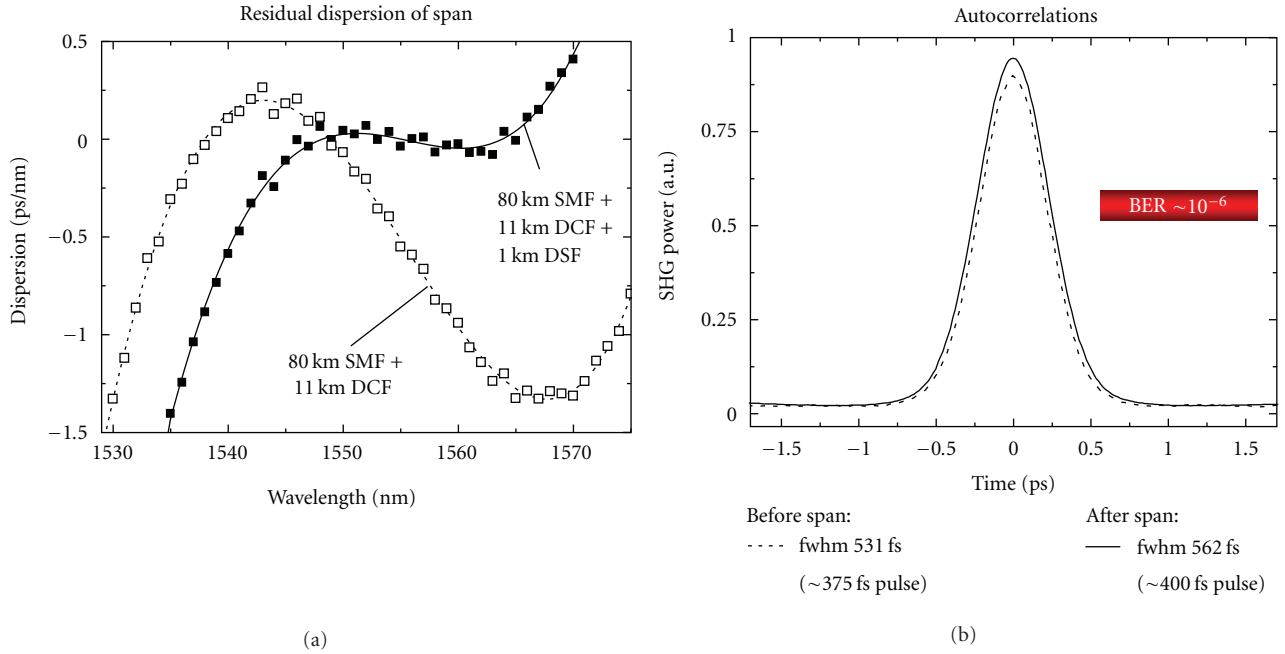 Residual dispersion of span
0.5
0
−0.5
−1
−1.5
Dispersion (ps/nm)
80 km SMF +
11 km DCF +
1 km DSF
80 km SMF +
11 km DCF
1530
1540
1550
1560
1570
Wavelength (nm)
(a)
Autocorrelations
1
0.75
0.5
0.25
0
SHG power (a.u.)
BER ∼10⁻⁶
−1.5
−1
−0.5
0
0.5
1
1.5
Time (ps)
Before span:
fwhm 531 fs
(∼375 fs pulse)
After span:
fwhm 562 fs
(∼400 fs pulse)
(b)